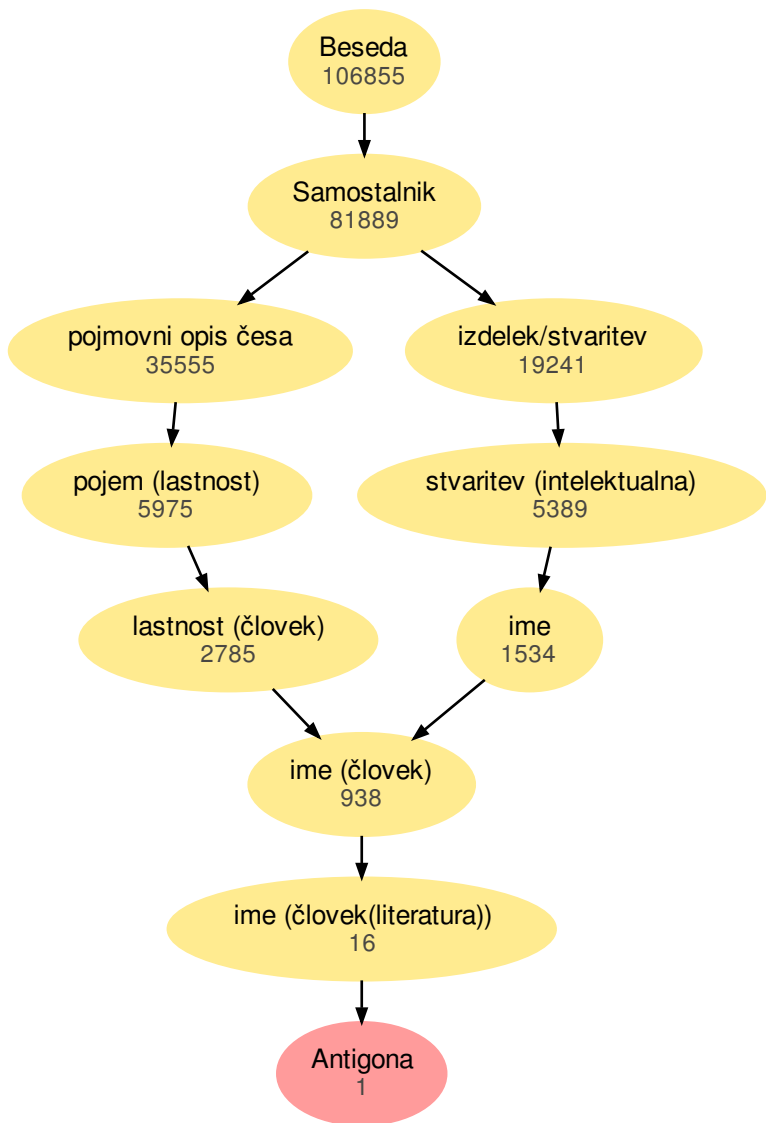 Beseda
106855
Samostalnik
81889
pojmovni opis česa
35555
izdelek/stvaritev
19241
pojem (lastnost)
5975
stvaritev (intelektualna)
5389
lastnost (človek)
2785
ime
1534
ime (človek)
938
ime (človek(literatura))
16
Antigona
1